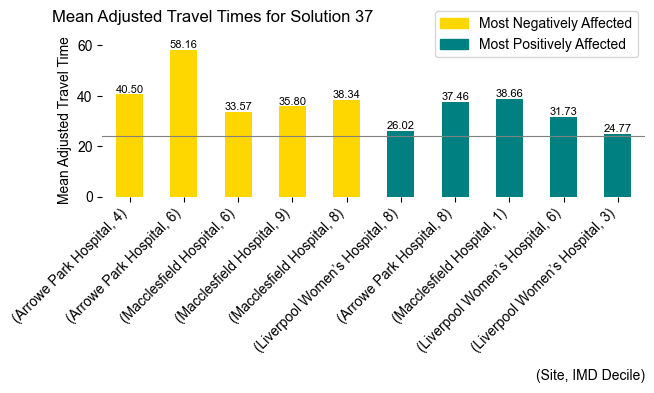 Mean Adjusted Travel Times for Solution 37
Most Negatively Affected
Most Positively Affected
Mean Adjusted Travel Time
60
40
20
0
40.50
58.16
33.57
35.80
38.34
26.02
37.46
38.66
31.73
24.77
(Arrowe Park Hospital, 4)
(Arrowe Park Hospital, 6)
(Macclesfield Hospital, 6)
(Macclesfield Hospital, 9)
(Macclesfield Hospital, 8)
(Liverpool Women's Hospital, 8)
(Arrowe Park Hospital, 8)
(Macclesfield Hospital, 1)
(Liverpool Women's Hospital, 6)
(Liverpool Women's Hospital, 3)
(Site, IMD Decile)